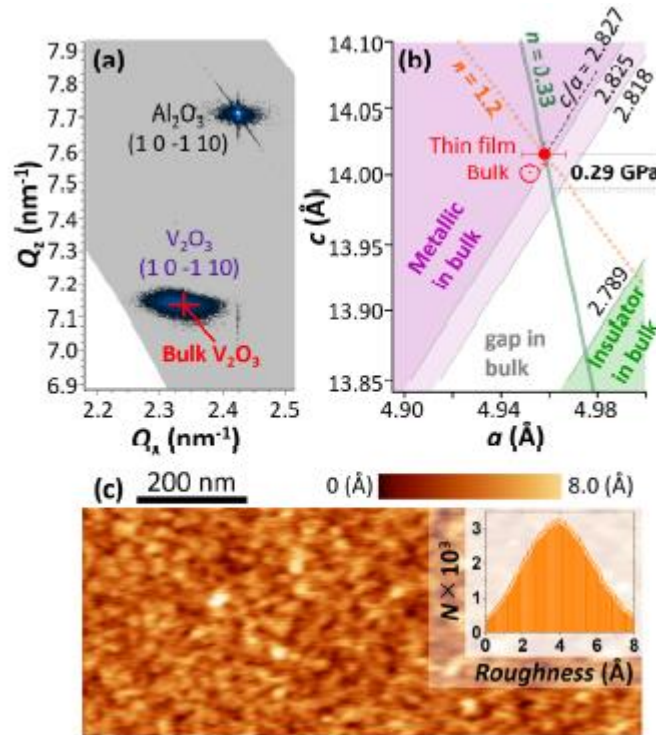 (a)
7.9
7.8
7.7
7.6
7.5
7.4
7.3
7.2
7.1
7.0
6.9
Q_z (nm⁻¹)
Al₂O₃
(1 0 -1 10)
V₂O₃
(1 0 -1 10)
Bulk V₂O₃
2.2 2.3 2.4 2.5
(nm⁻¹)
(b)
14.10
14.05
14.00
13.95
13.90
13.85
c (Å)
n = 1.2
n = 0.33
c/a = 2.827
2.825
2.818
Thin film
Bulk
0.29 GPa
Metallic
in bulk
gap in
bulk
2.789
Insulator
in bulk
4.90 4.94 4.98
a (Å)
(c)
200 nm
0 (Å)
8.0 (Å)
N × 10³
3
2
1
0
0 2 4 6 8
Roughness (Å)